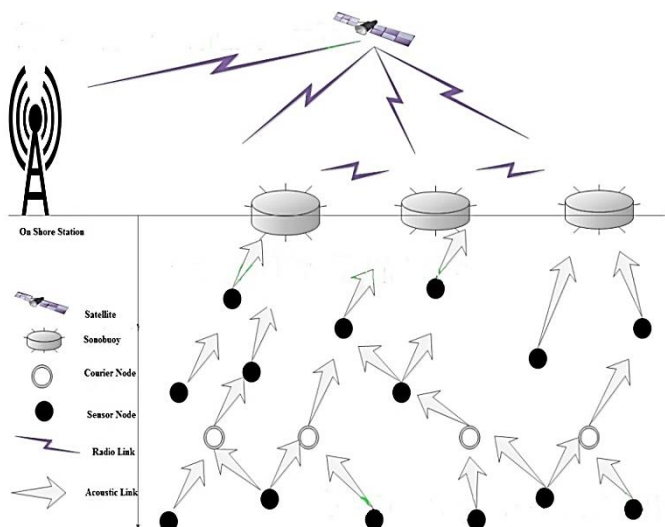 On Shore Station
Satellite
Sonobuoy
Courier Node
Sensor Node
Radio Link
Acoustic Link